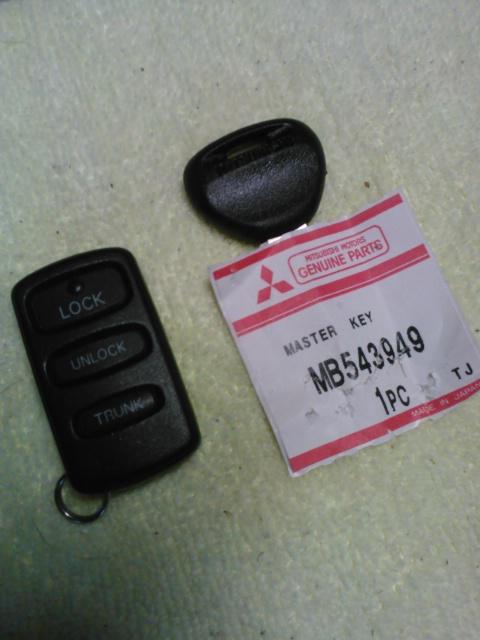 LOCK
UNLOCK
TRUNK
MITSUBISHI MOTORS
GENUINE PARTS
MASTER KEY
MB543949
1PC TJ
MADE IN JAPAN